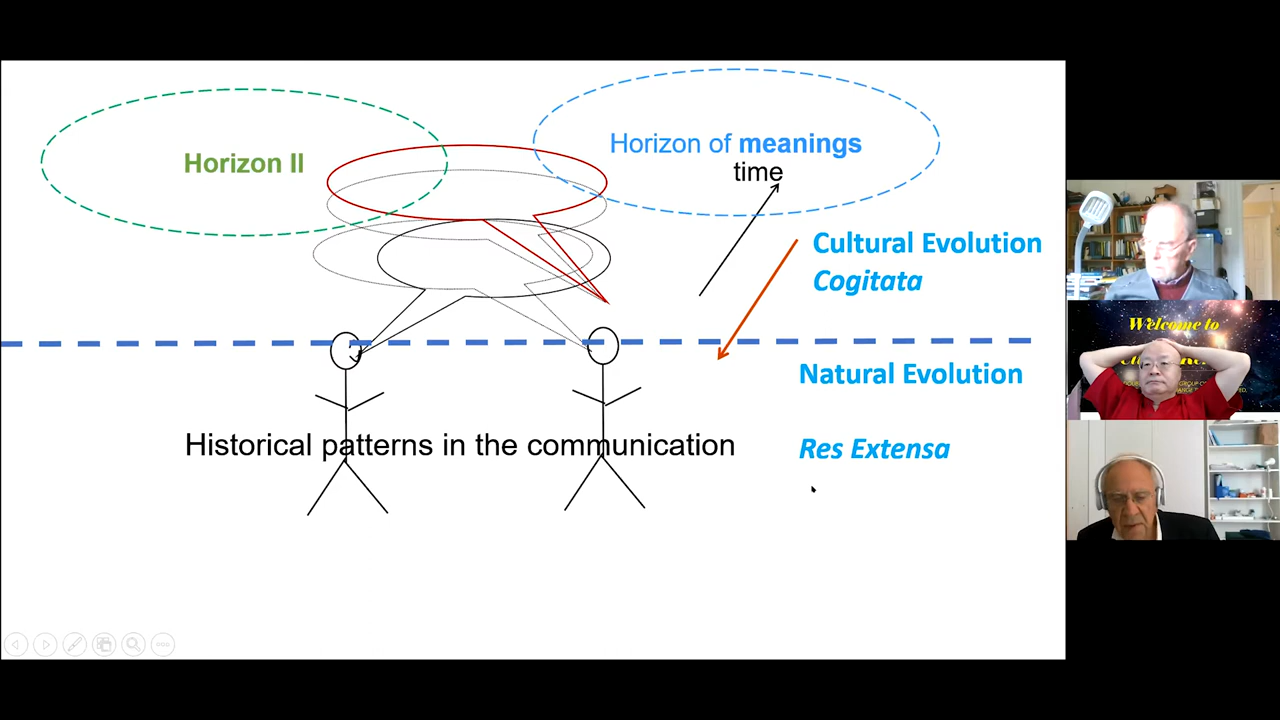 Horizon II
Horizon of meanings
time
Cultural Evolution
Cogitata
Natural Evolution
Historical patterns in the communication
Res Extensa
Welcome to